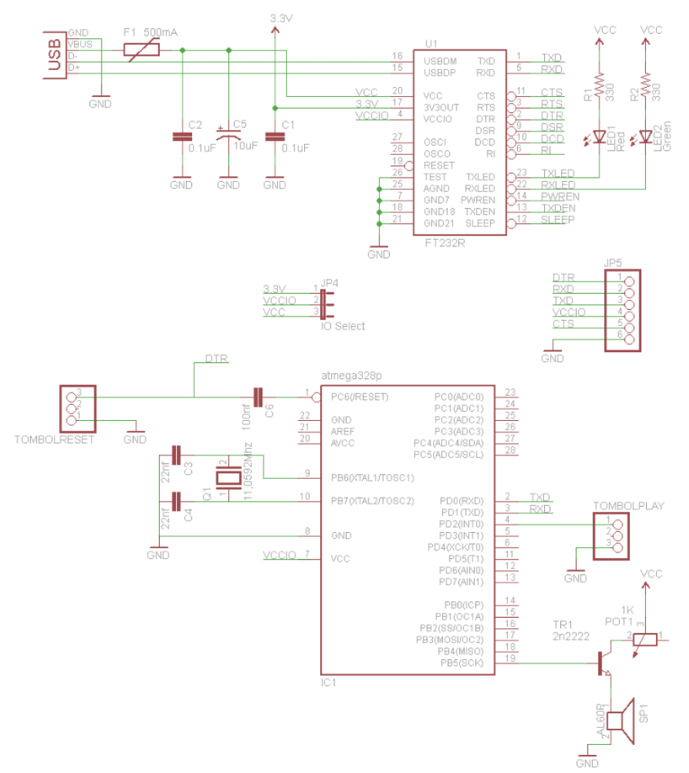 3.3V
F1 500mA
USB
GND
VBUS
D-
D+
GND
C2
0.1uF
GND
C5
10uF
GND
C1
0.1uF
GND
VCC
3.3V
VCCIO
U1
16 USBDM TXD 1 TXD
15 USBDP RXD 5 RXD
20 VCC CTS 11 CTS
17 3V3OUT RTS 3 RTS
4 VCCIO DTR 2 DTR
DSR 9 DSR
27 OSCI DCD 10 DCD
28 OSCO RI 6 RI
19 RESET
26 TEST TXLED 23 TXLED
25 AGND RXLED 22 RXLED
7 GND7 PWREN 14 PWREN
18 GND18 TXDEN 13 TXDEN
21 GND21 SLEEP 12 SLEEP
FT232R
GND
VCC
VCC
R1
330
R2
330
LED1
Red
LED2
Green
JP4
3.3V 1
VCCIO 2
VCC 3
IO Select
JP5
DTR 1
RXD 2
TXD 3
VCCIO 4
CTS 5
6
GND
DTR
3
2
1
TOMBOLRESET
GND
100nf
C6
22nf
C3
22nf
C4
2
1
Q1
11,0592Mhz
GND
VCCIO
atmega328p
1 PC6(/RESET) PC0(ADC0) 23
PC1(ADC1) 24
22 GND PC2(ADC2) 25
21 AREF PC3(ADC3) 26
20 AVCC PC4(ADC4/SDA) 27
PC5(ADC5/SCL) 28
9 PB6(XTAL1/TOSC1)
10 PB7(XTAL2/TOSC2) PD0(RXD) 2 TXD
PD1(TXD) 3 RXD
PD2(INT0) 4
8 GND PD3(INT1) 5
PD4(XCK/T0) 6
7 VCC PD5(T1) 11
PD6(AIN0) 12
PD7(AIN1) 13
PB0(ICP) 14
PB1(OC1A) 15
PB2(SS/OC1B) 16
PB3(MOSI/OC2) 17
PB4(MISO) 18
PB5(SCK) 19
IC1
TOMBOLPLAY
1
2
3
GND
VCC
1K
POT1
3
2
1
TR1
2n2222
AL60R
1
2
SP1
GND